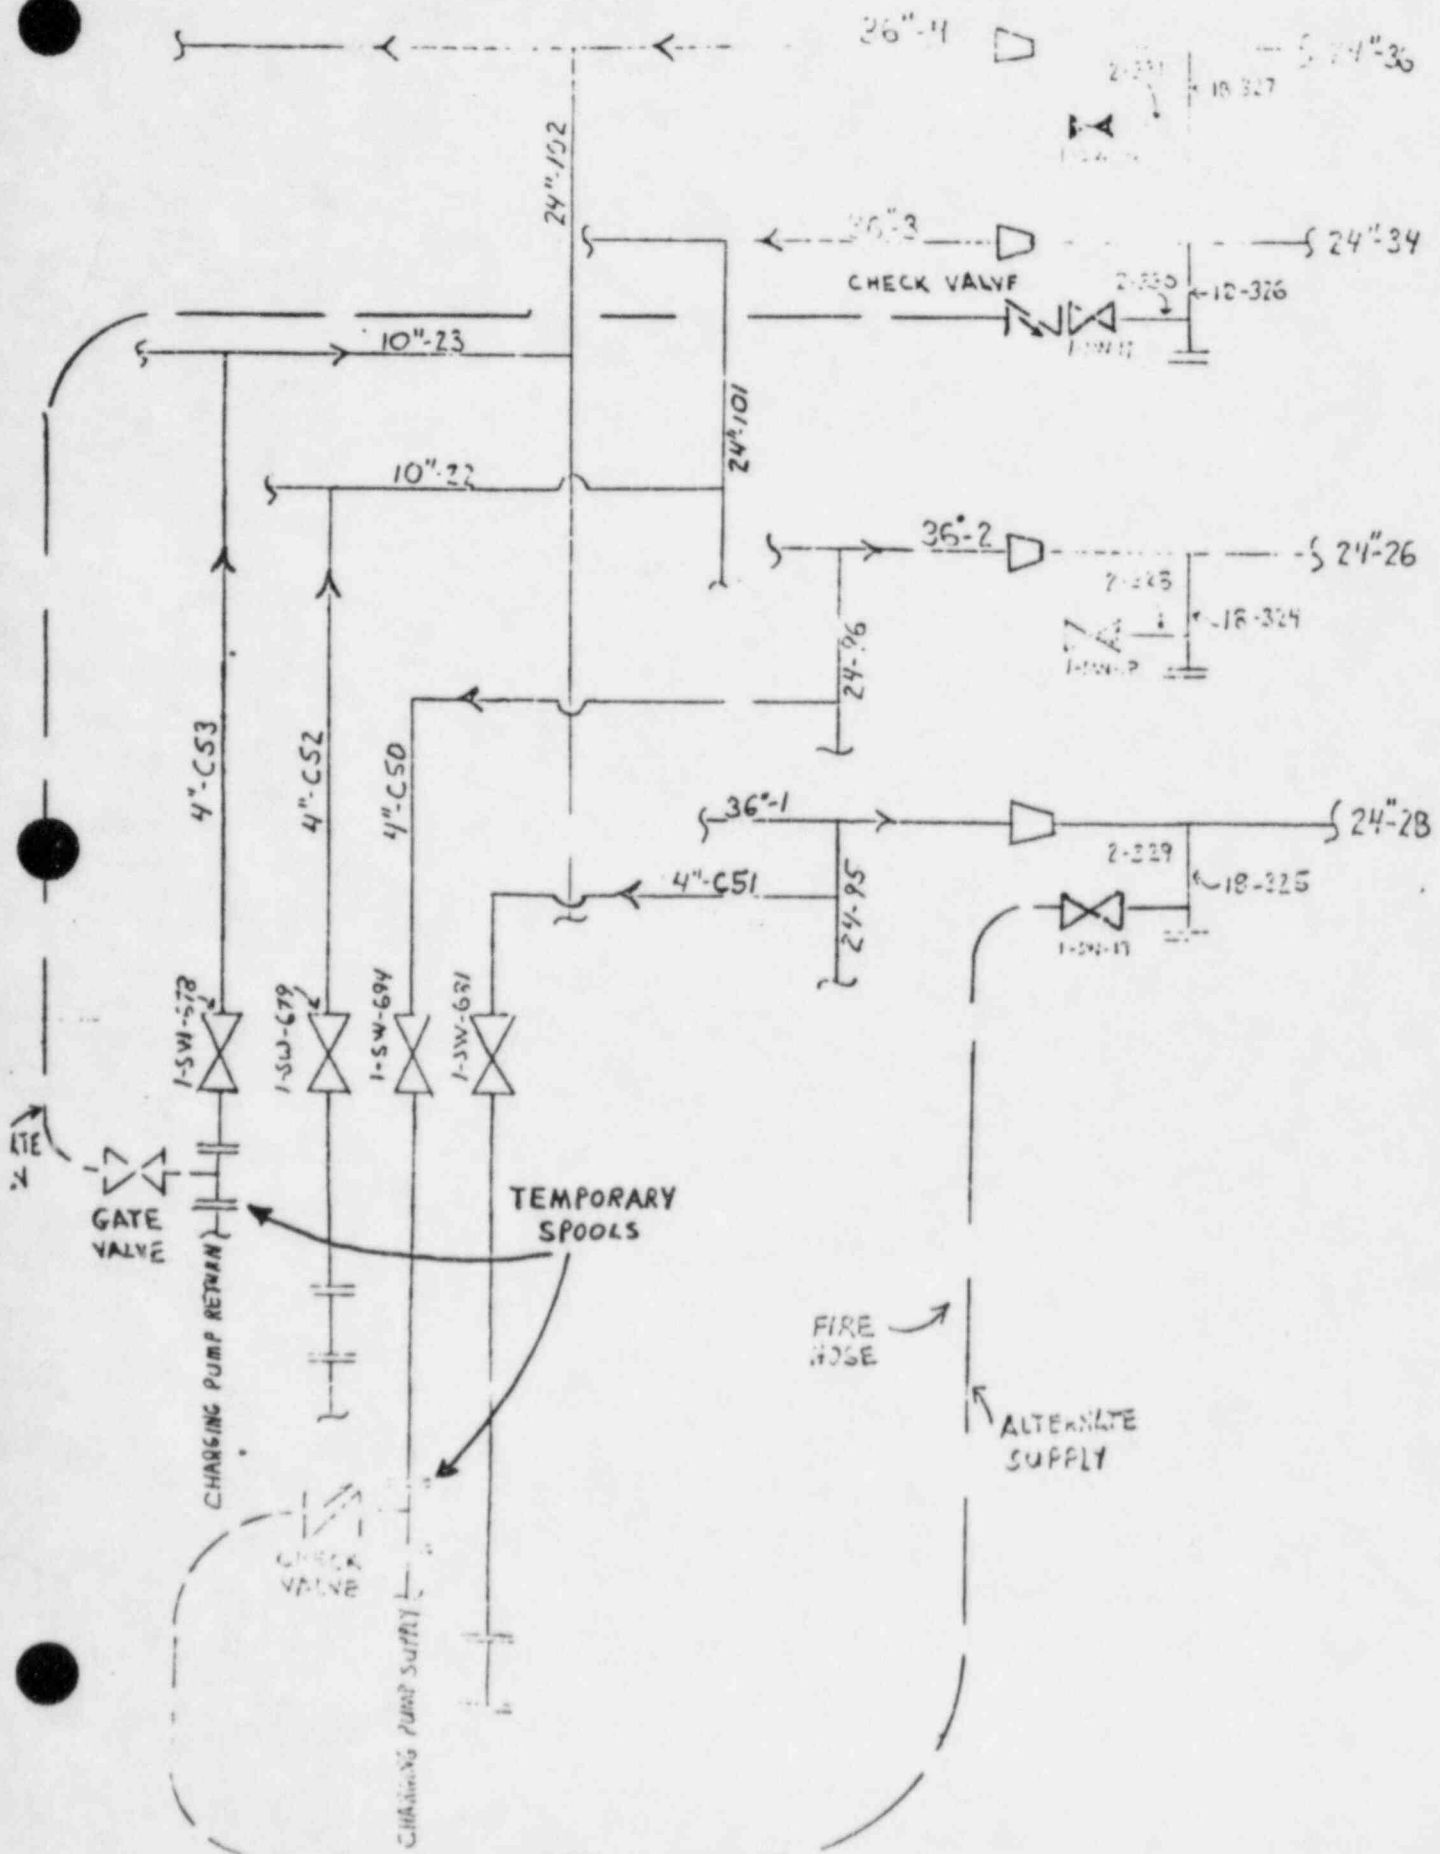 36"-4
24"-36
18-327
24"-102
36"-3
24"-34
CHECK VALVE
2-330
18-326
10"-23
24"-101
10"-22
36"-2
24"-26
2-328
18-324
24-96
4"-C53
4"-C52
4"-C50
36"-1
24"-28
2-329
18-325
4"-C51
24-95
1-SW-678
1-SW-679
1-SW-694
1-SW-681
GATE
VALVE
TEMPORARY
SPOOLS
CHARGING PUMP RETURN
FIRE
HOSE
ALTERNATE
SUPPLY
CHECK
VALVE
CHARGING PUMP SUPPLY